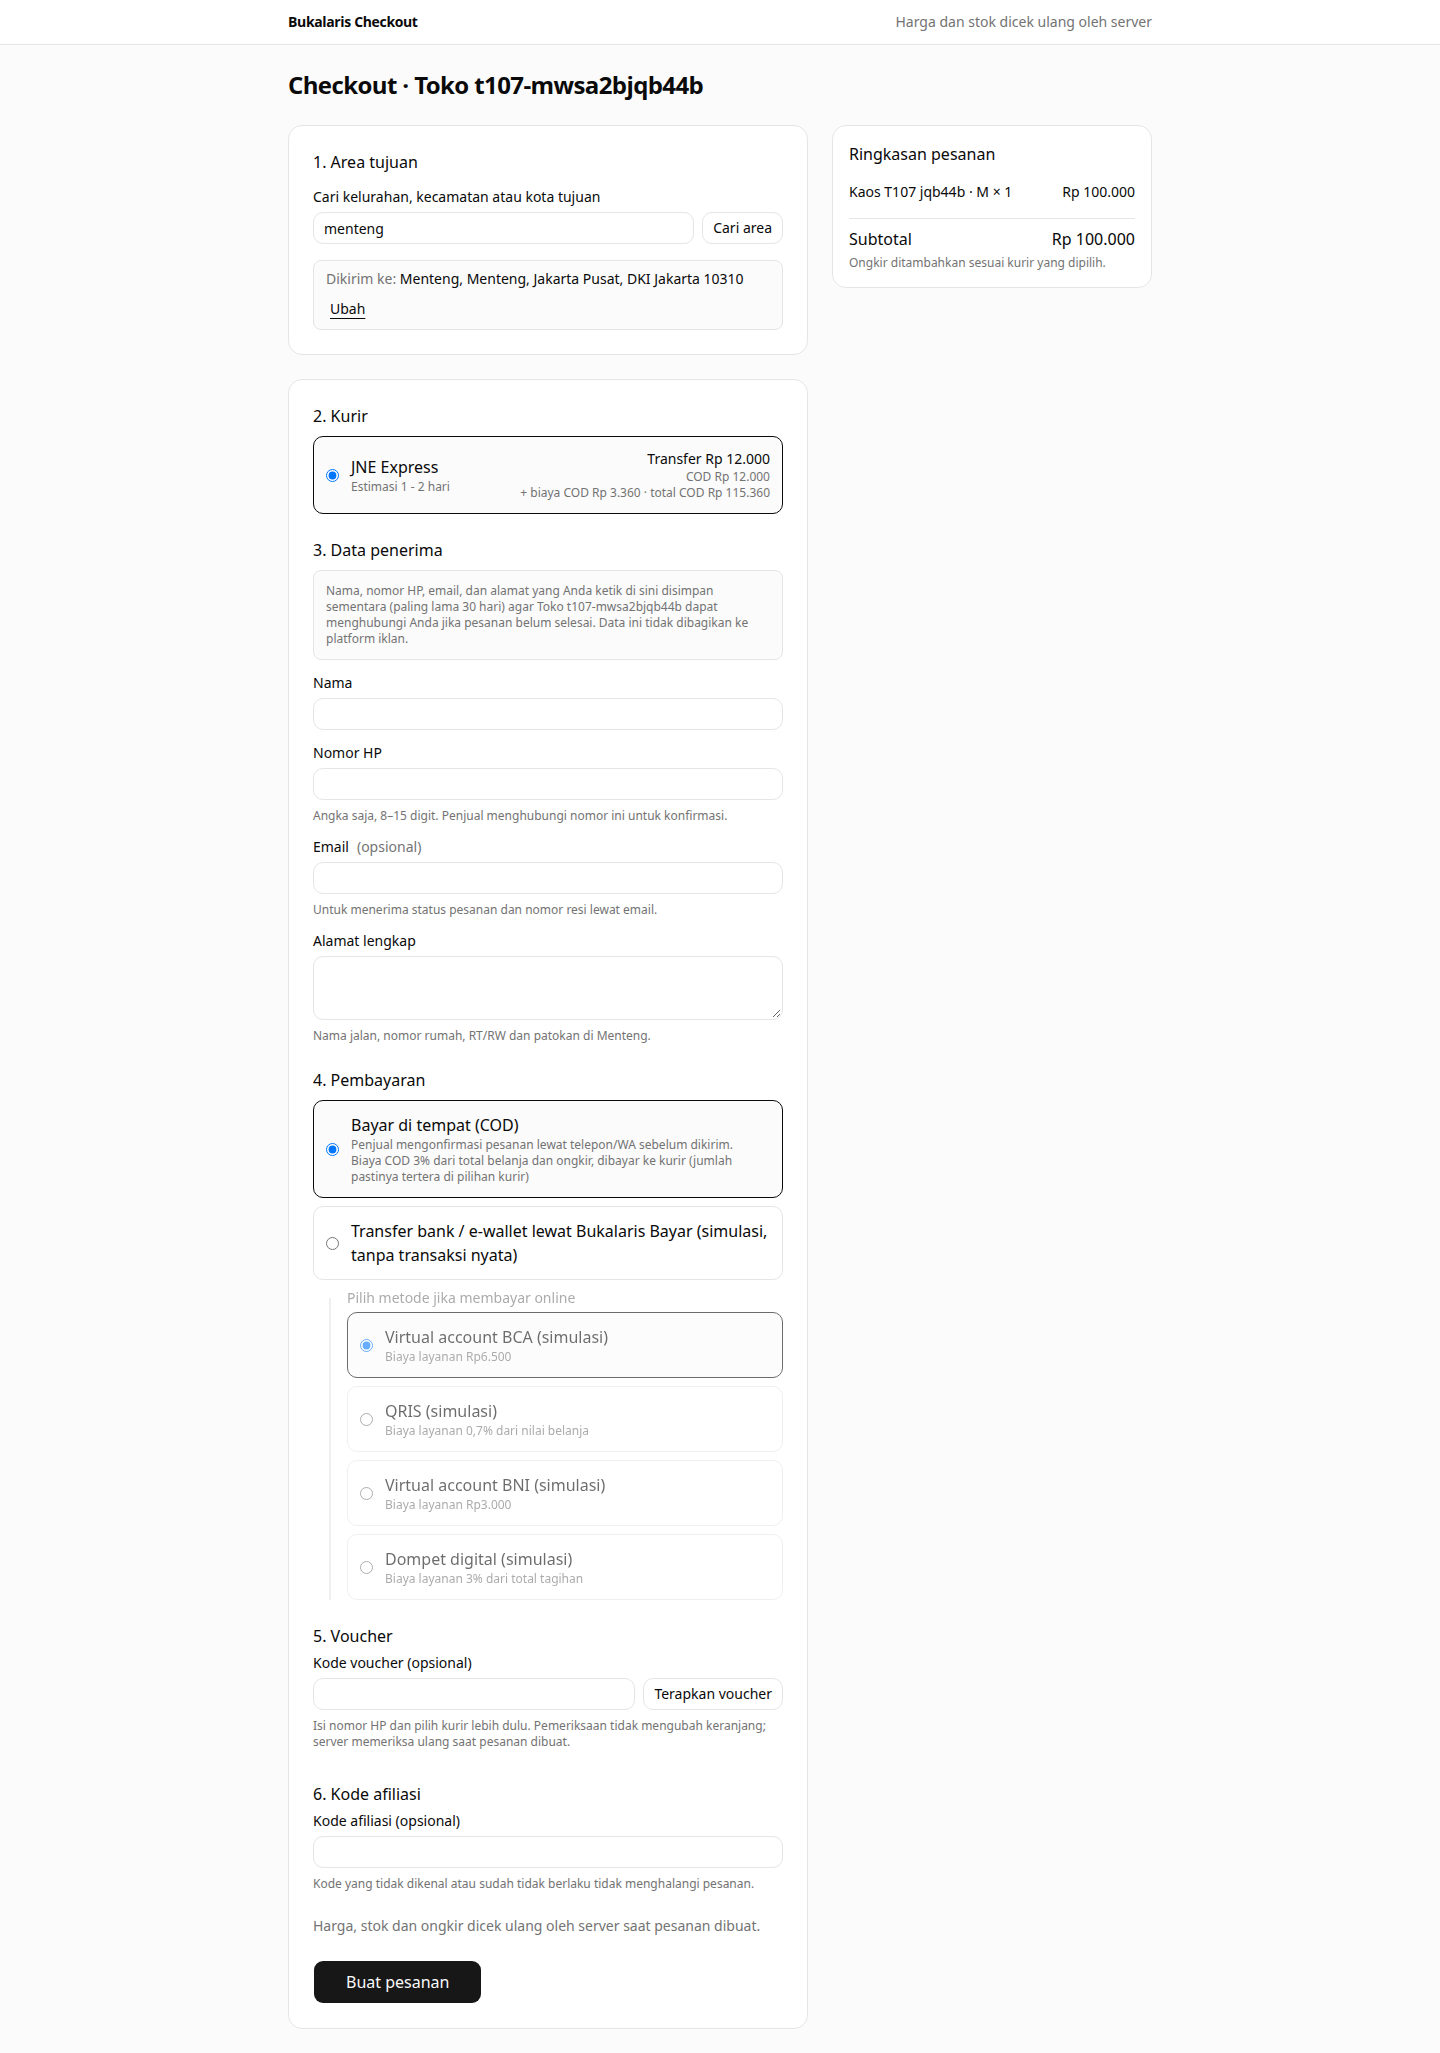 Bukalaris Checkout
Harga dan stok dicek ulang oleh server
Checkout · Toko t107-mwsa2bjqb44b
1. Area tujuan
Cari kelurahan, kecamatan atau kota tujuan
menteng
Cari area
Dikirim ke: Menteng, Menteng, Jakarta Pusat, DKI Jakarta 10310
Ubah
Ringkasan pesanan
Kaos T107 jqb44b · M × 1 Rp 100.000
Subtotal Rp 100.000
Ongkir ditambahkan sesuai kurir yang dipilih.
2. Kurir
JNE Express
Estimasi 1 - 2 hari
Transfer Rp 12.000
COD Rp 12.000
+ biaya COD Rp 3.360 · total COD Rp 115.360
3. Data penerima
Nama, nomor HP, email, dan alamat yang Anda ketik di sini disimpan
sementara (paling lama 30 hari) agar Toko t107-mwsa2bjqb44b dapat
menghubungi Anda jika pesanan belum selesai. Data ini tidak dibagikan ke
platform iklan.
Nama
Nomor HP
Angka saja, 8–15 digit. Penjual menghubungi nomor ini untuk konfirmasi.
Email (opsional)
Untuk menerima status pesanan dan nomor resi lewat email.
Alamat lengkap
Nama jalan, nomor rumah, RT/RW dan patokan di Menteng.
4. Pembayaran
Bayar di tempat (COD)
Penjual mengonfirmasi pesanan lewat telepon/WA sebelum dikirim.
Biaya COD 3% dari total belanja dan ongkir, dibayar ke kurir (jumlah
pastinya tertera di pilihan kurir)
Transfer bank / e-wallet lewat Bukalaris Bayar (simulasi,
tanpa transaksi nyata)
Pilih metode jika membayar online
Virtual account BCA (simulasi)
Biaya layanan Rp6.500
QRIS (simulasi)
Biaya layanan 0,7% dari nilai belanja
Virtual account BNI (simulasi)
Biaya layanan Rp3.000
Dompet digital (simulasi)
Biaya layanan 3% dari total tagihan
5. Voucher
Kode voucher (opsional)
Terapkan voucher
Isi nomor HP dan pilih kurir lebih dulu. Pemeriksaan tidak mengubah keranjang;
server memeriksa ulang saat pesanan dibuat.
6. Kode afiliasi
Kode afiliasi (opsional)
Kode yang tidak dikenal atau sudah tidak berlaku tidak menghalangi pesanan.
Harga, stok dan ongkir dicek ulang oleh server saat pesanan dibuat.
Buat pesanan